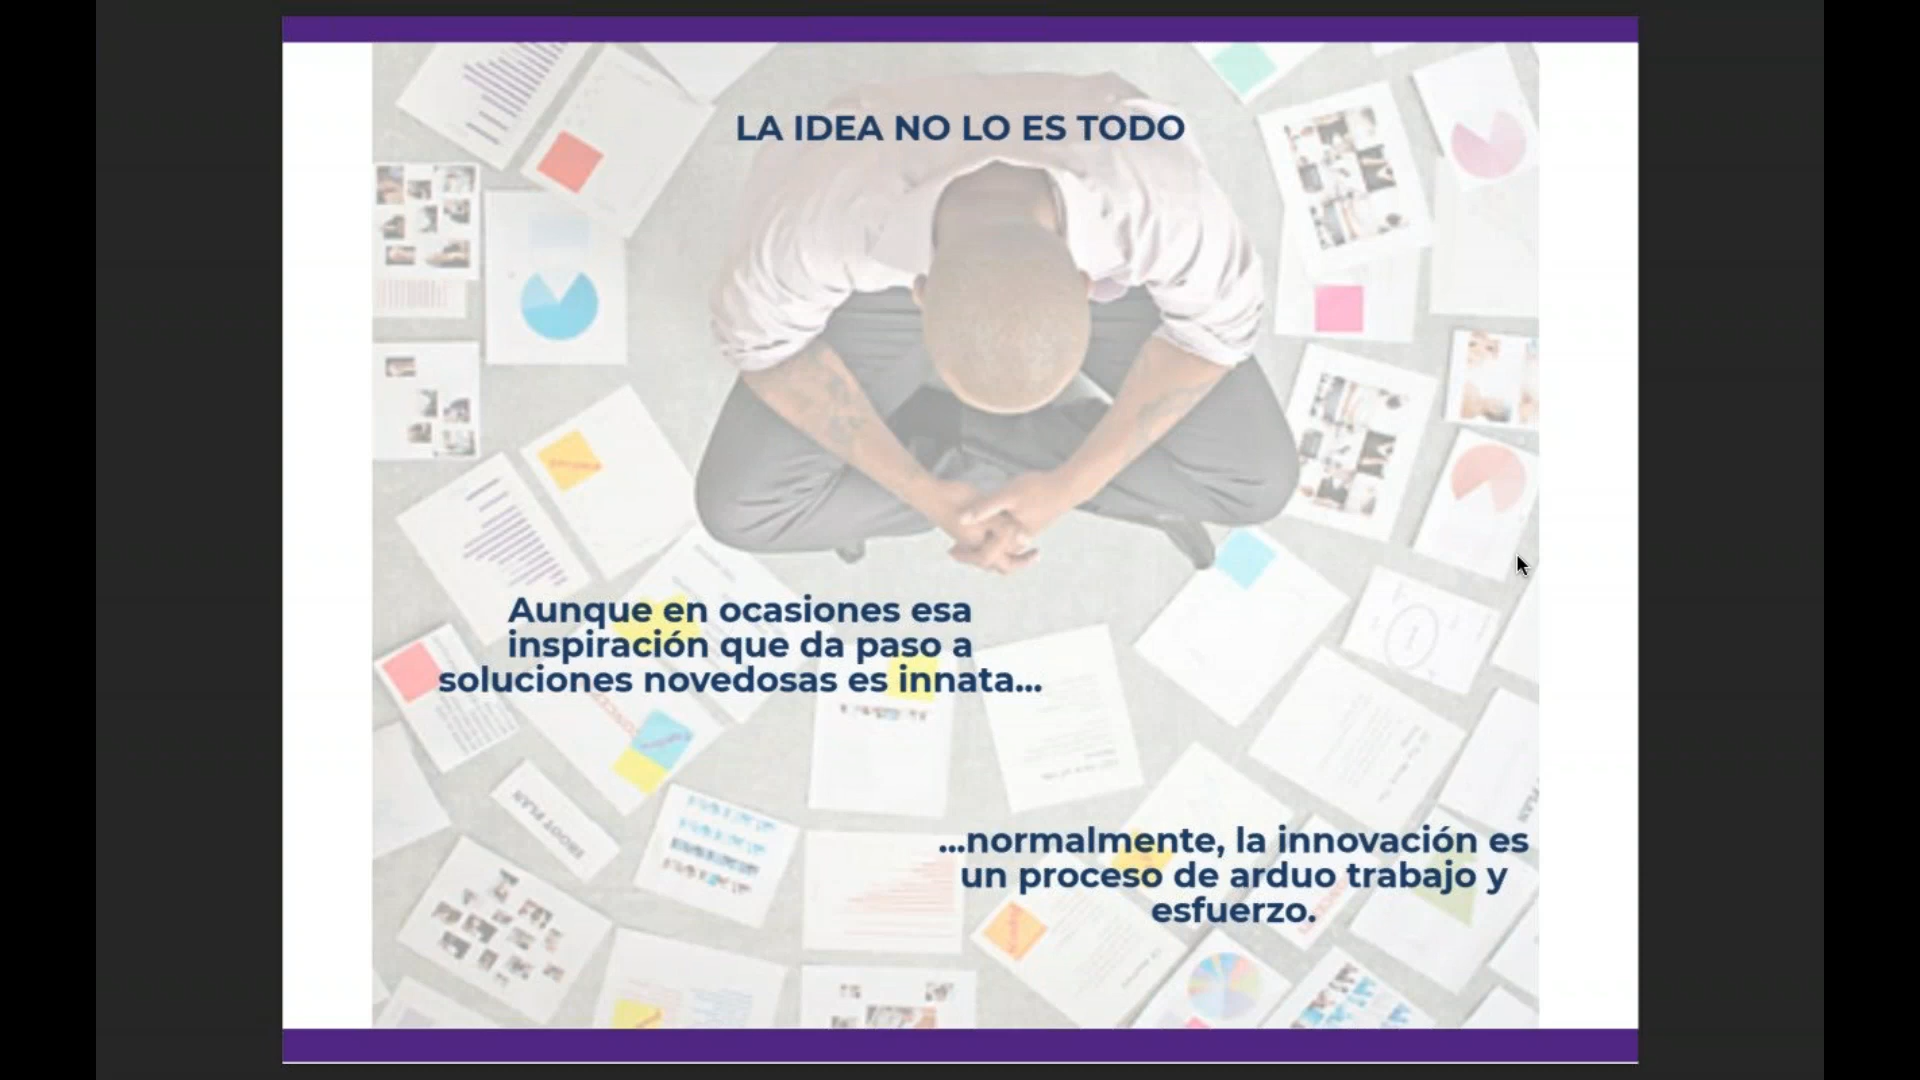 LA IDEA NO LO ES TODO
Aunque en ocasiones esa
inspiración que da paso a
soluciones novedosas es innata...
...normalmente, la innovación es
un proceso de arduo trabajo y
esfuerzo.